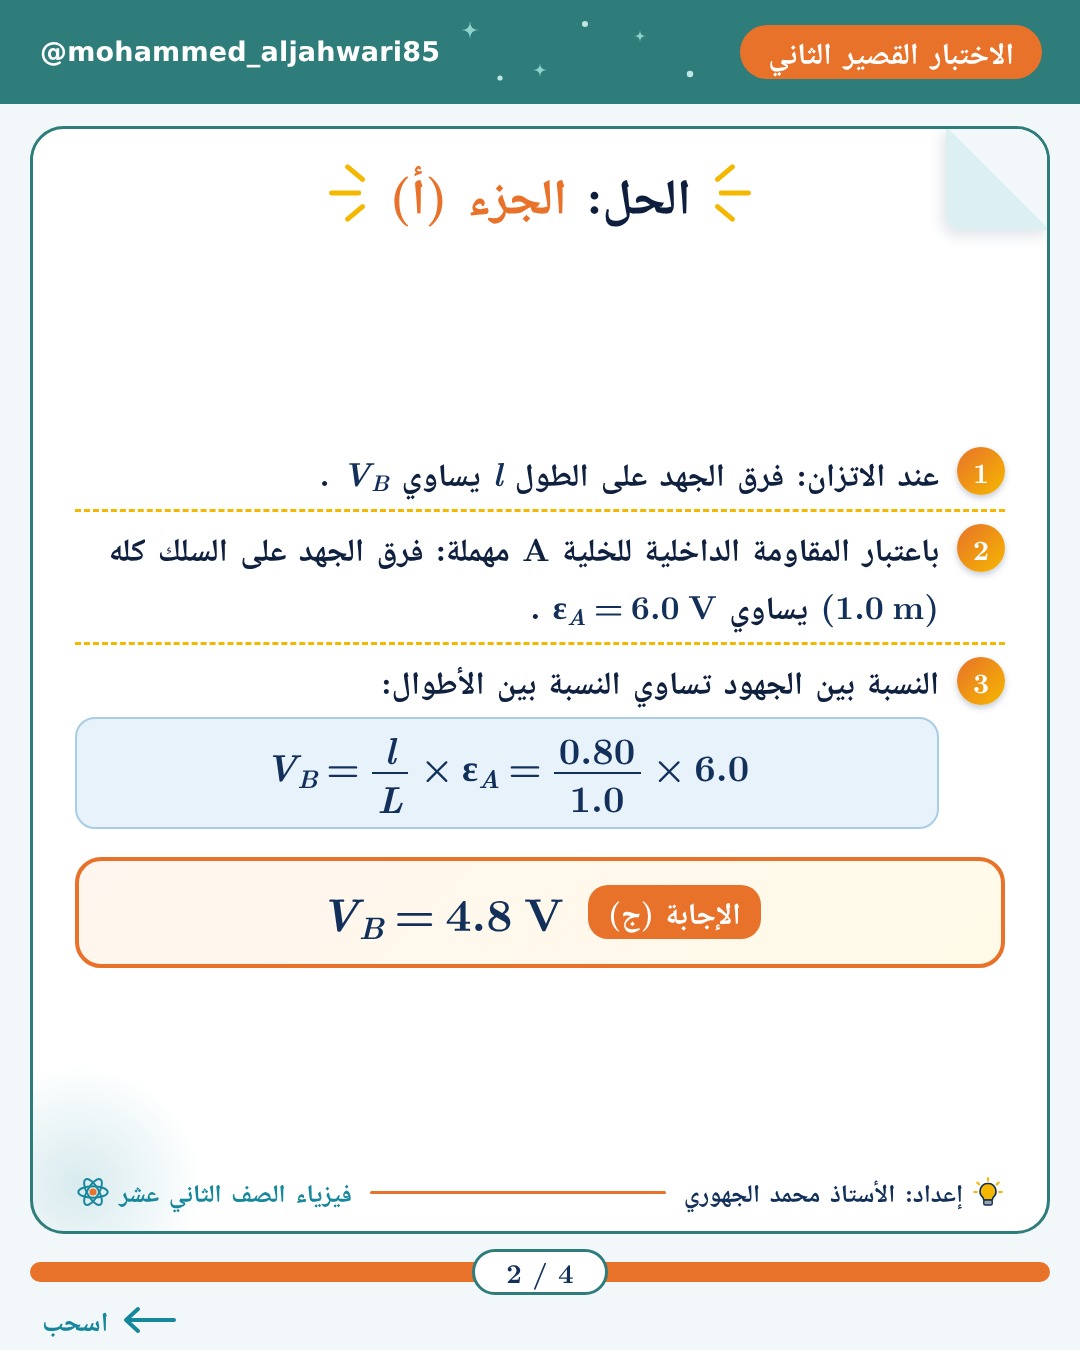 @mohammed_aljahwari85
الاختبار القصير الثاني
الحل: الجزء (أ)
1 عند الاتزان: فرق الجهد على الطول l يساوي V_B .
2 باعتبار المقاومة الداخلية للخلية A مهملة: فرق الجهد على السلك كله
(1.0 m) يساوي ε_A = 6.0 V .
3 النسبة بين الجهود تساوي النسبة بين الأطوال:
V_B = l/L × ε_A = 0.80/1.0 × 6.0
الإجابة (ج) V_B = 4.8 V
إعداد: الأستاذ محمد الجهوري
فيزياء الصف الثاني عشر
2 / 4
اسحب